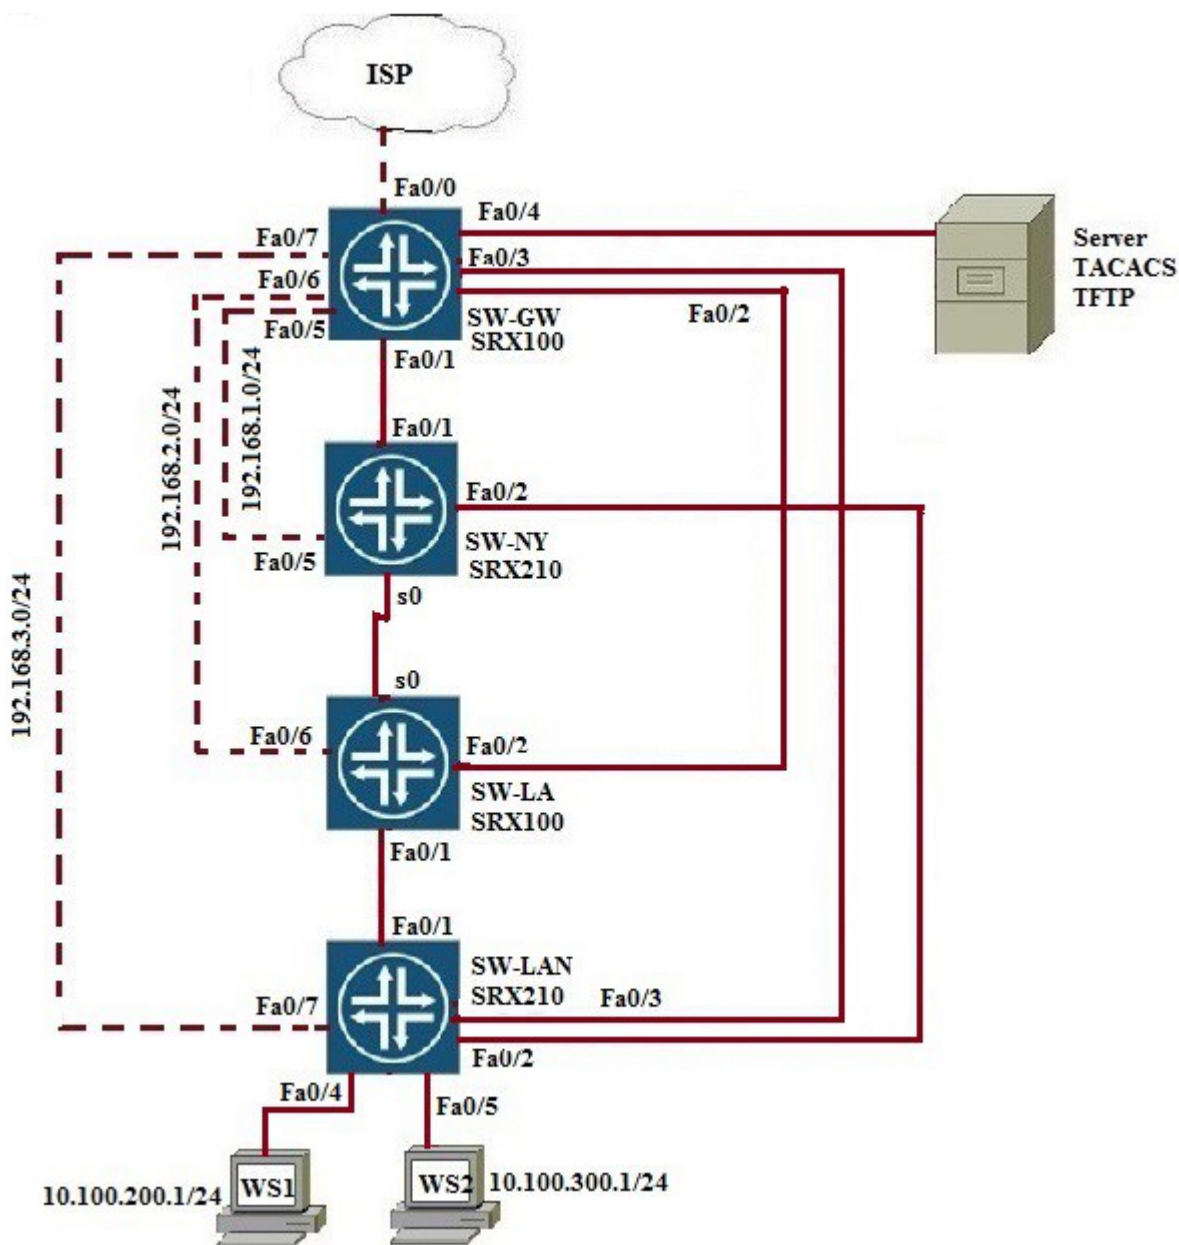 ISP
Fa0/0
Fa0/4
Fa0/7
Fa0/3
Server
TACACS
TFTP
Fa0/6
Fa0/2
Fa0/5
SW-GW
SRX100
Fa0/1
192.168.1.0/24
192.168.2.0/24
192.168.3.0/24
Fa0/1
Fa0/2
SW-NY
SRX210
Fa0/5
s0
s0
Fa0/6
Fa0/2
SW-LA
SRX100
Fa0/1
Fa0/1
SW-LAN
SRX210
Fa0/7
Fa0/3
Fa0/2
Fa0/4
Fa0/5
10.100.200.1/24
WS1
WS2
10.100.300.1/24